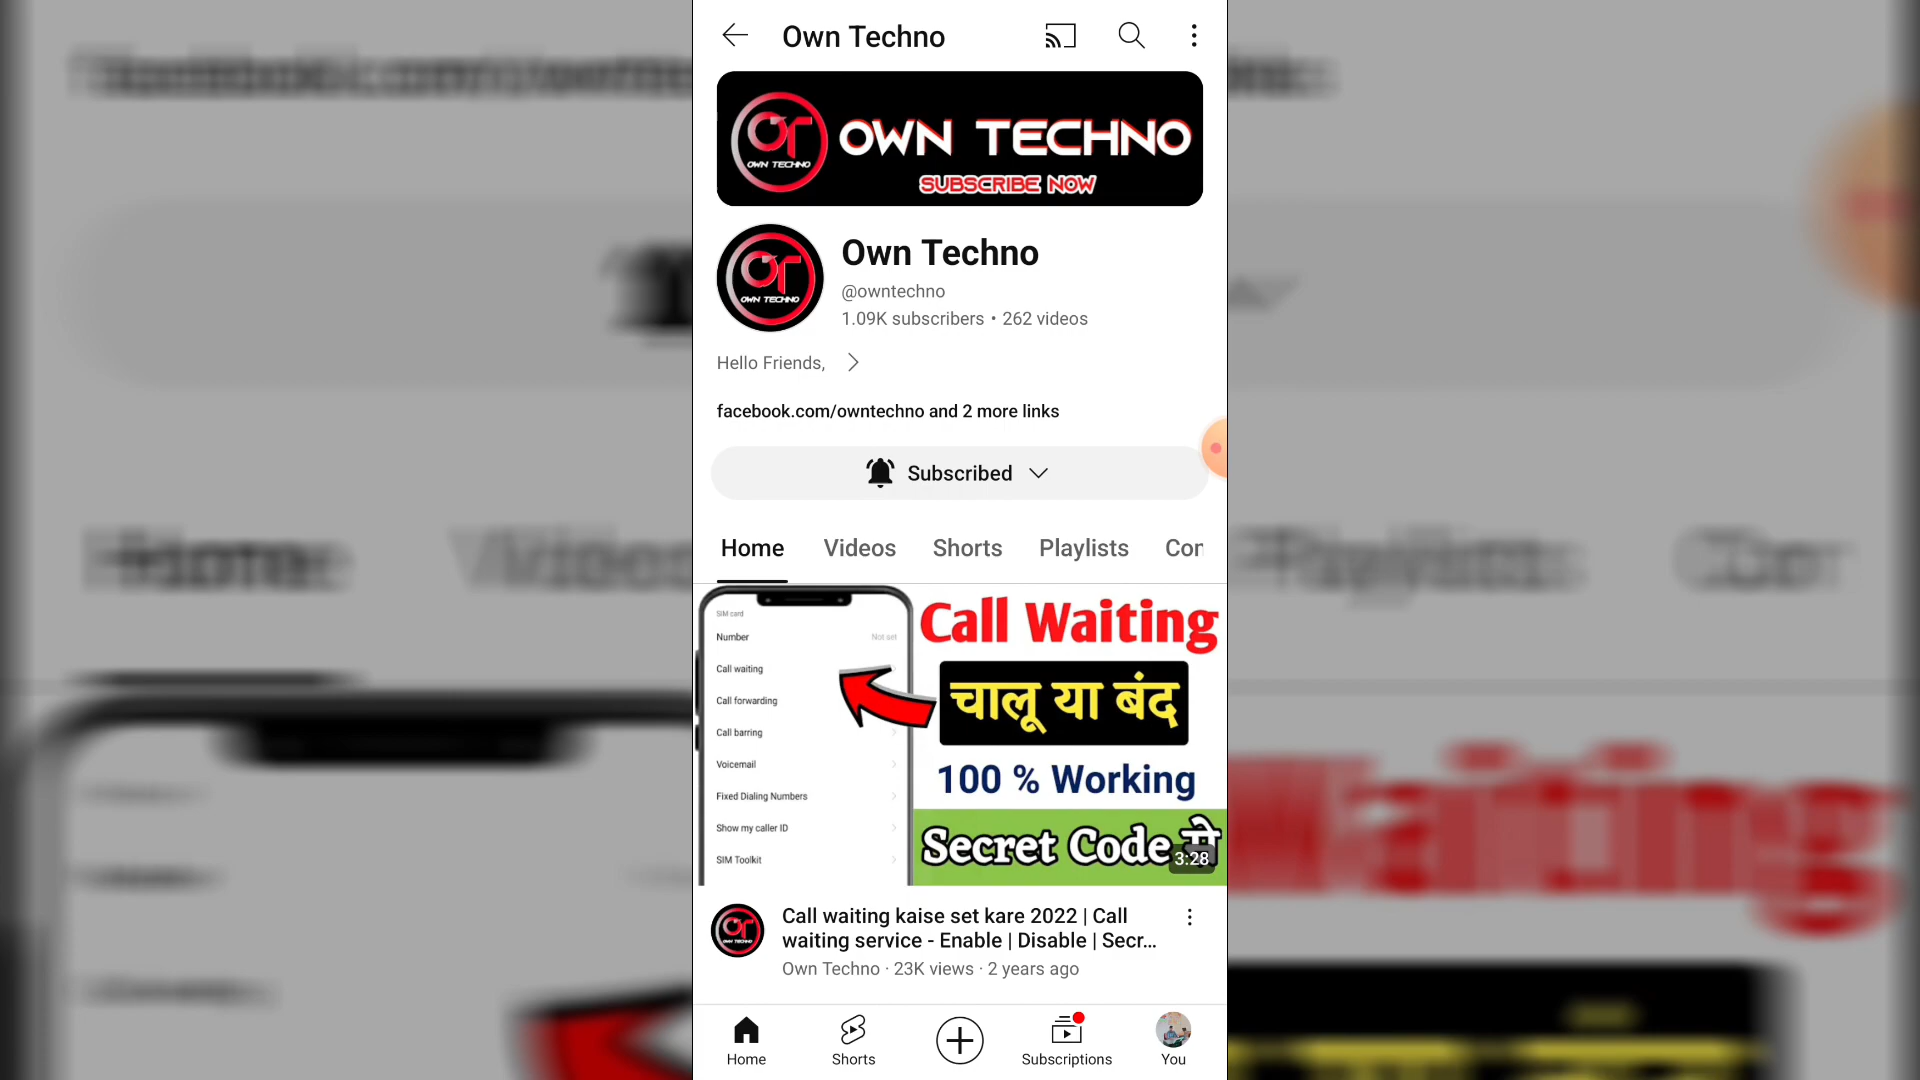 Own Techno
OWN TECHNO
OWN TECHNO
SUBSCRIBE NOW
OWN TECHNO
Own Techno
@owntechno
1.09K subscribers • 262 videos
Hello Friends,
facebook.com/owntechno and 2 more links
Subscribed
Home Videos Shorts Playlists Con
SIM card
Number Not set
Call waiting
Call forwarding
Call barring
Voicemail
Fixed Dialing Numbers
Show my caller ID
SIM Toolkit
Call Waiting
चालू या बंद
100 % Working
Secret Code से
3:28
Call waiting kaise set kare 2022 | Call
waiting service - Enable | Disable | Secr...
Own Techno · 23K views · 2 years ago
Home Shorts Subscriptions You